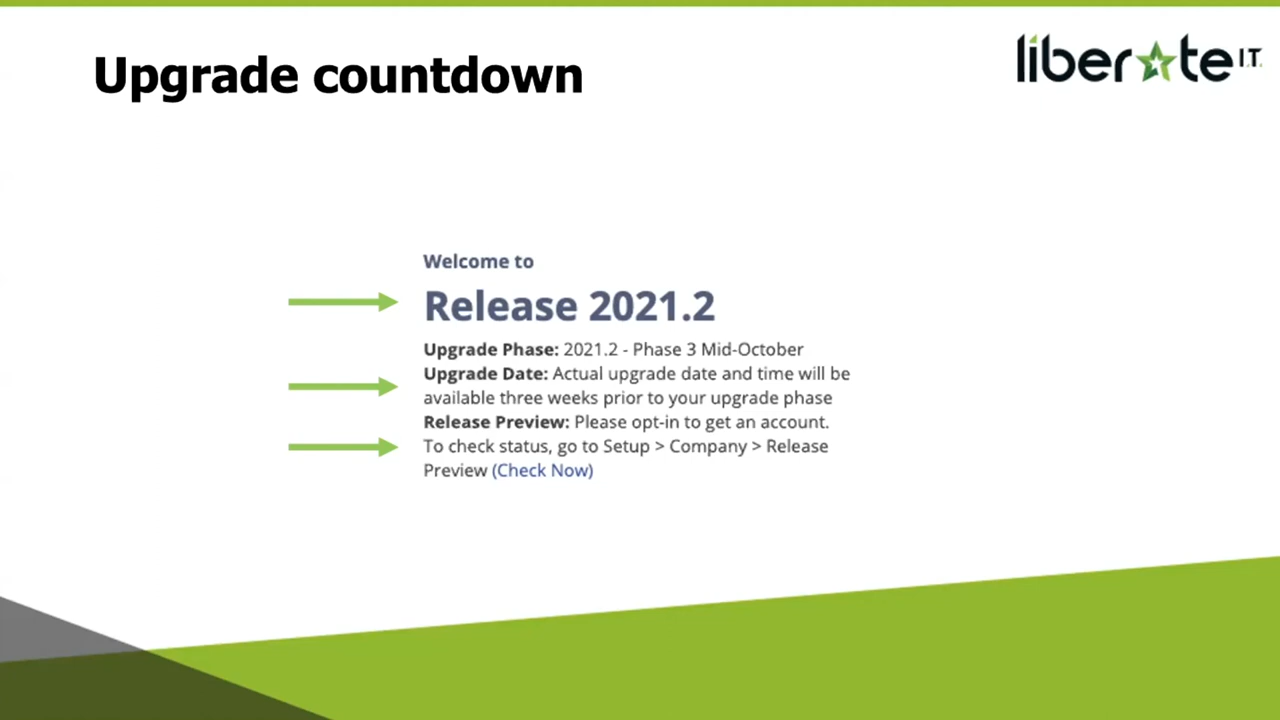 Upgrade countdown
liberate I.T.
Welcome to
Release 2021.2
Upgrade Phase: 2021.2 - Phase 3 Mid-October
Upgrade Date: Actual upgrade date and time will be
available three weeks prior to your upgrade phase
Release Preview: Please opt-in to get an account.
To check status, go to Setup > Company > Release
Preview (Check Now)